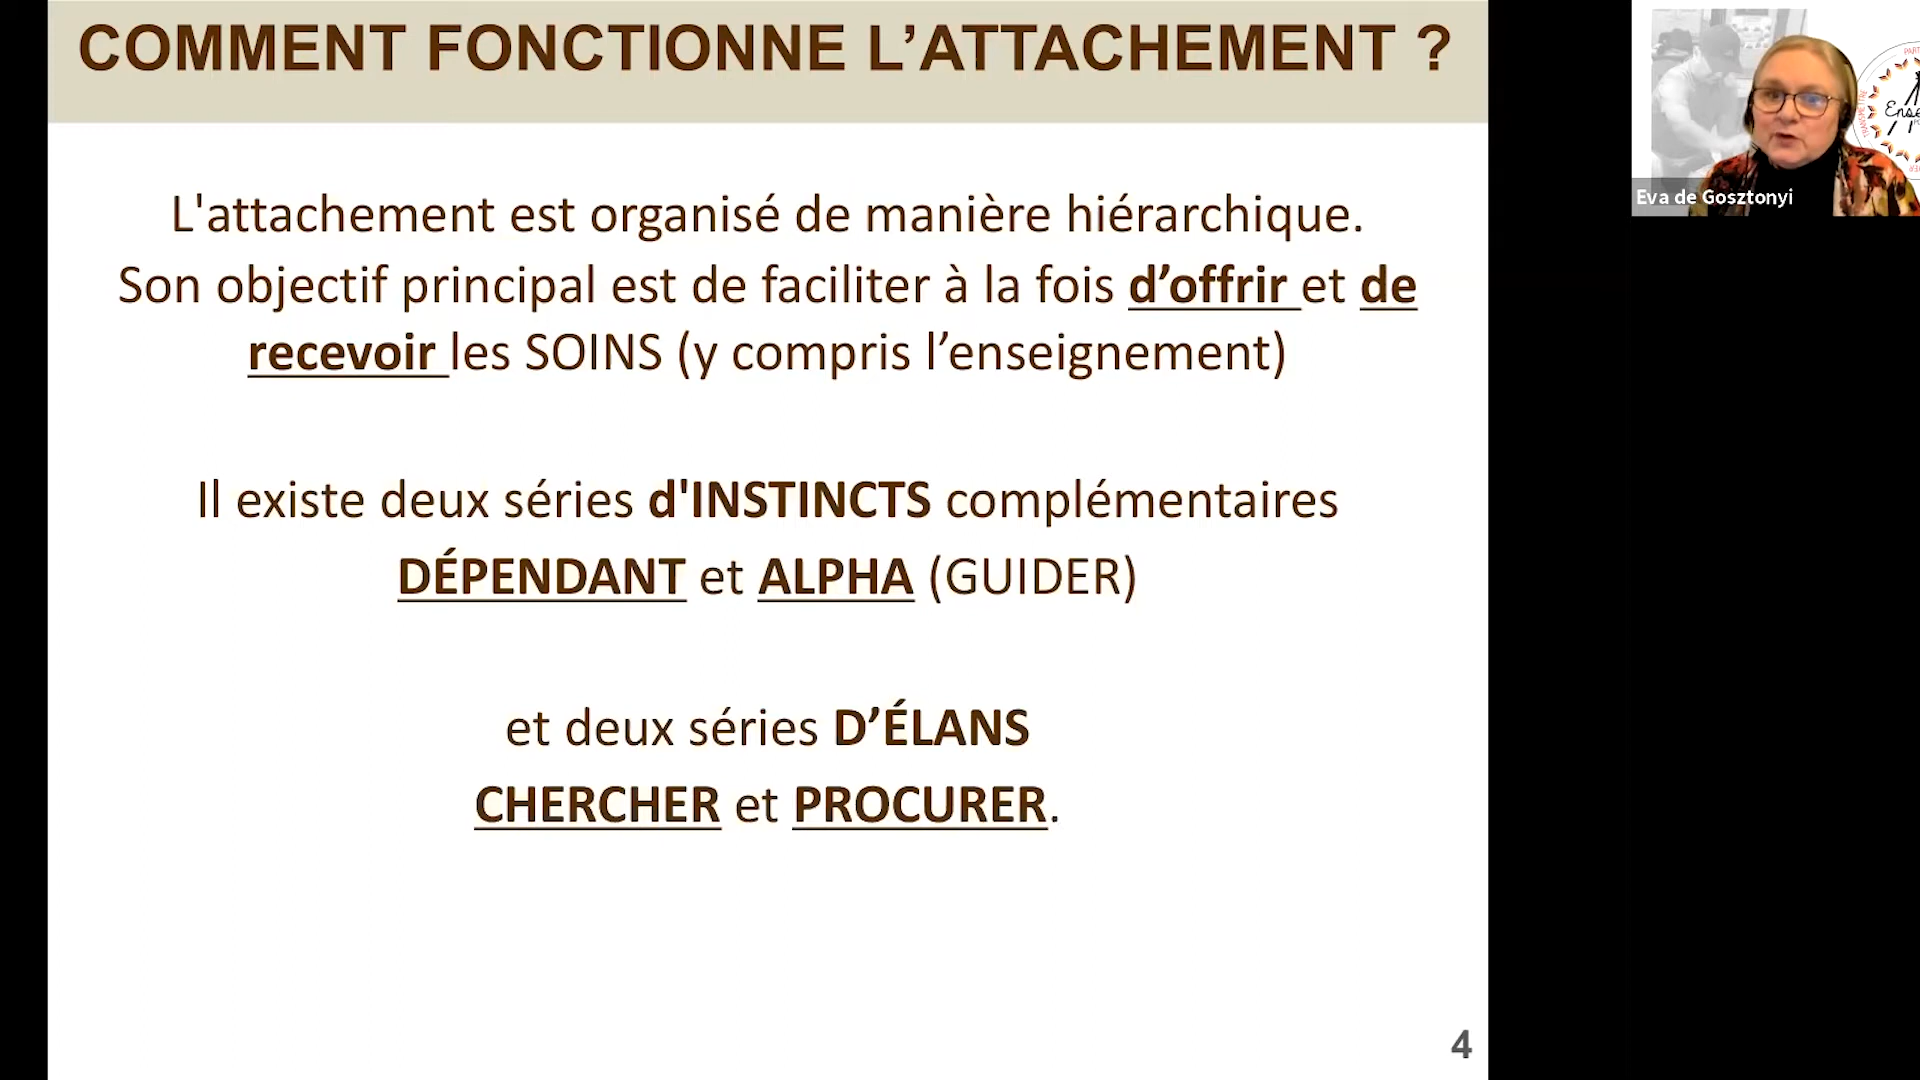 COMMENT FONCTIONNE L’ATTACHEMENT ?
L'attachement est organisé de manière hiérarchique.
Son objectif principal est de faciliter à la fois d’offrir et de
recevoir les SOINS (y compris l’enseignement)
Il existe deux séries d'INSTINCTS complémentaires
DÉPENDANT et ALPHA (GUIDER)
et deux séries D’ÉLANS
CHERCHER et PROCURER.
4
Eva de Gosztonyi